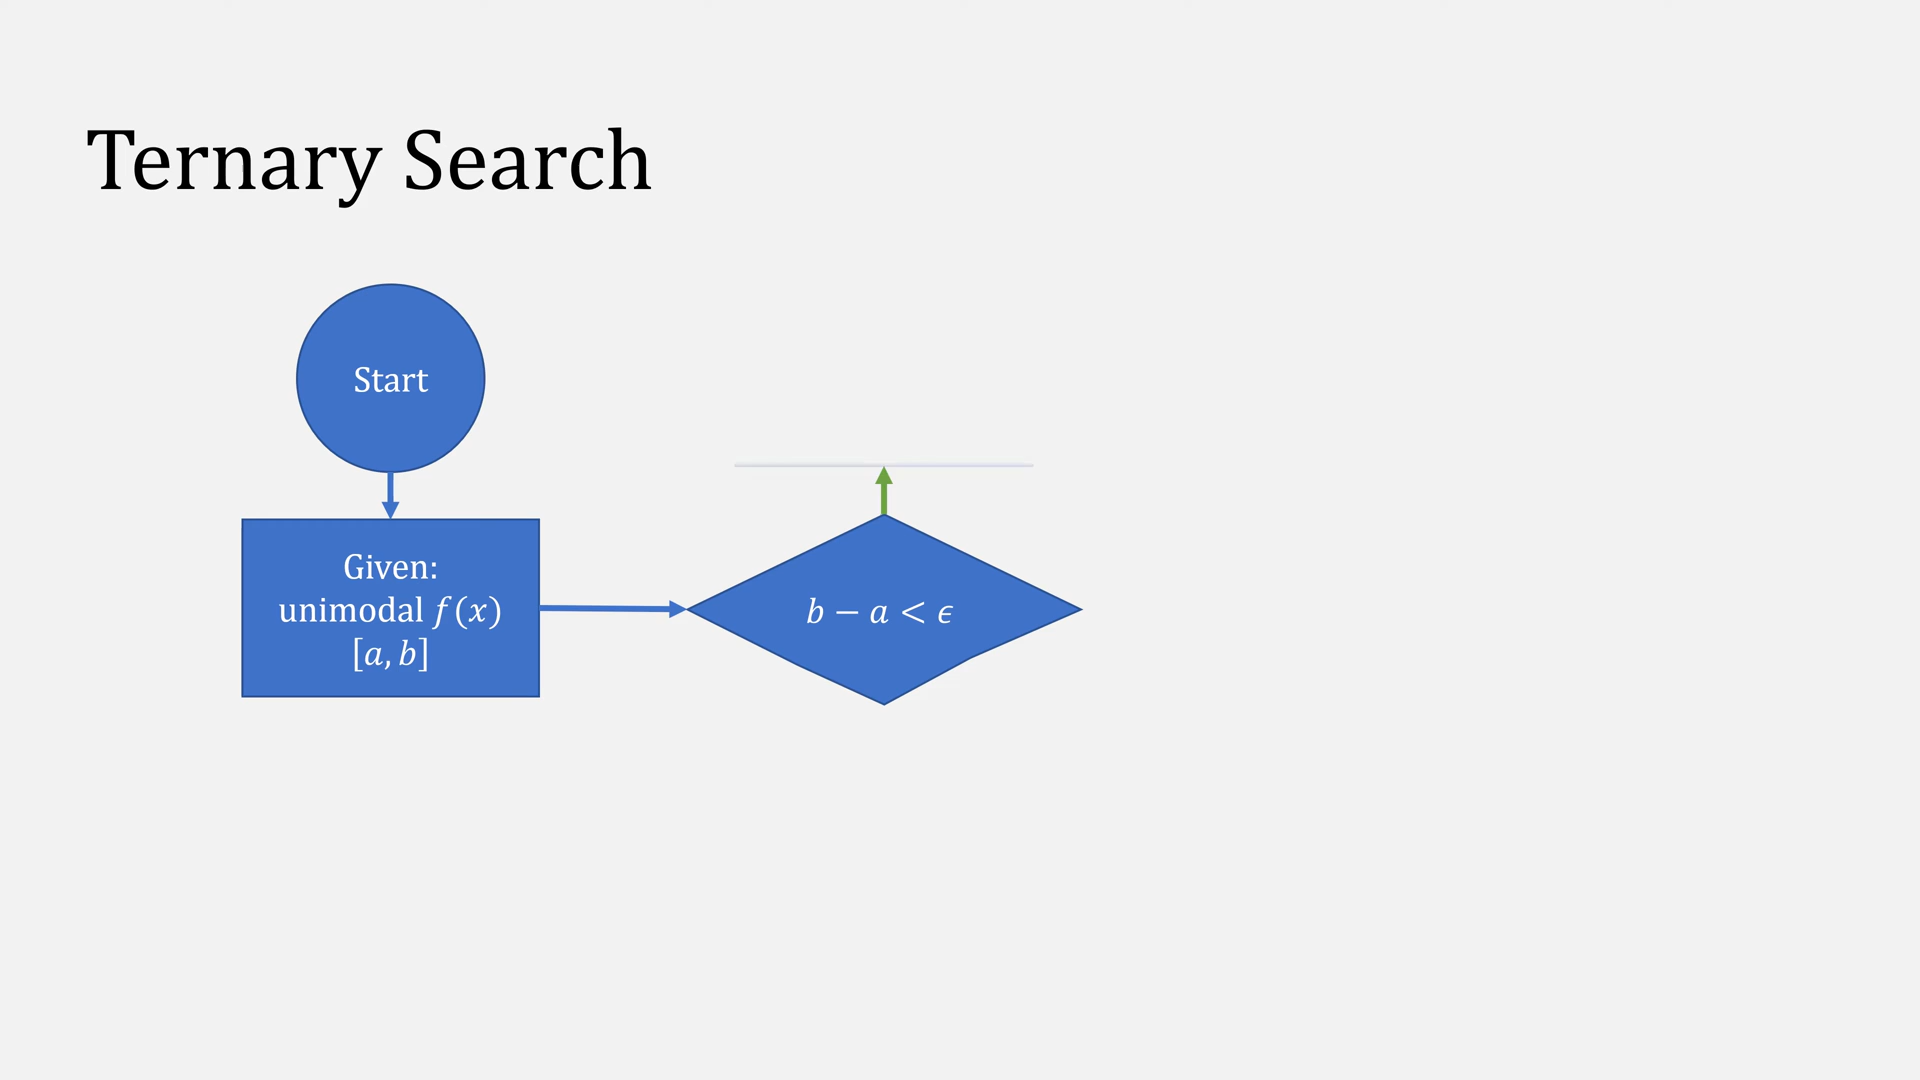 Ternary Search
Start
Given:
unimodal f(x)
[a, b]
b − a < ϵ